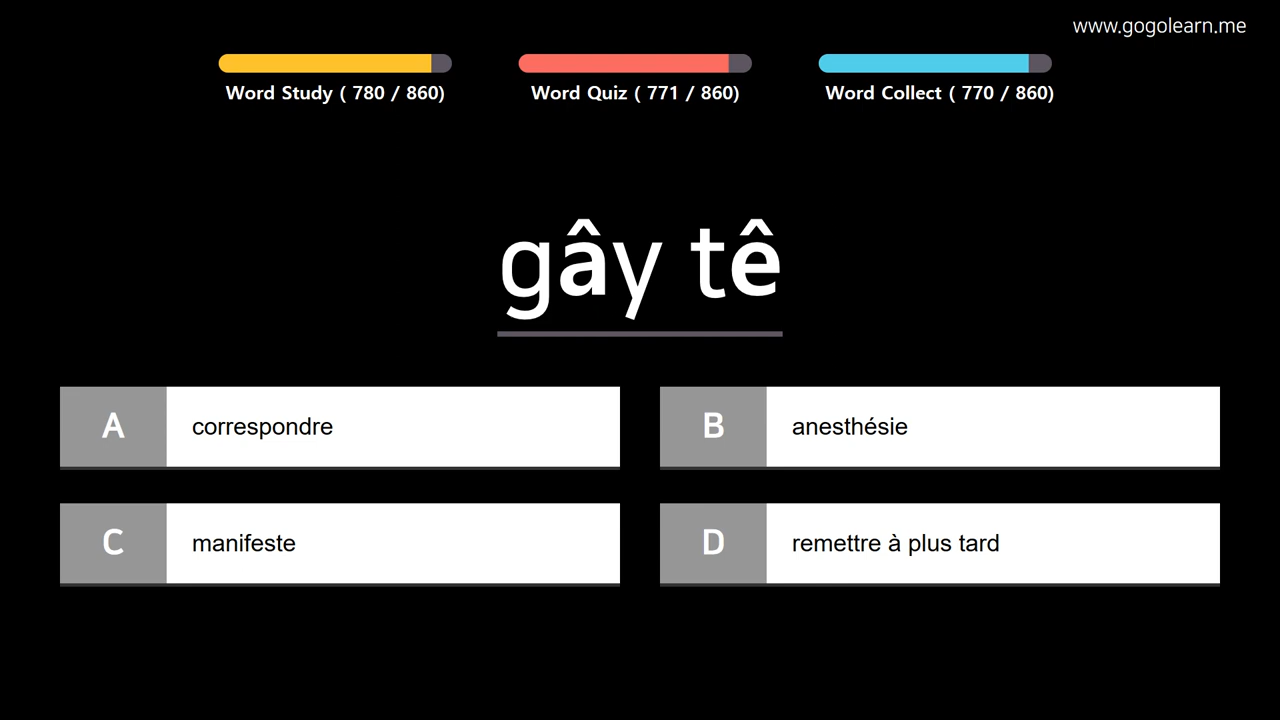 www.gogolearn.me
Word Study ( 780 / 860)
Word Quiz ( 771 / 860)
Word Collect ( 770 / 860)
gây tê
A correspondre
B anesthésie
C manifeste
D remettre à plus tard